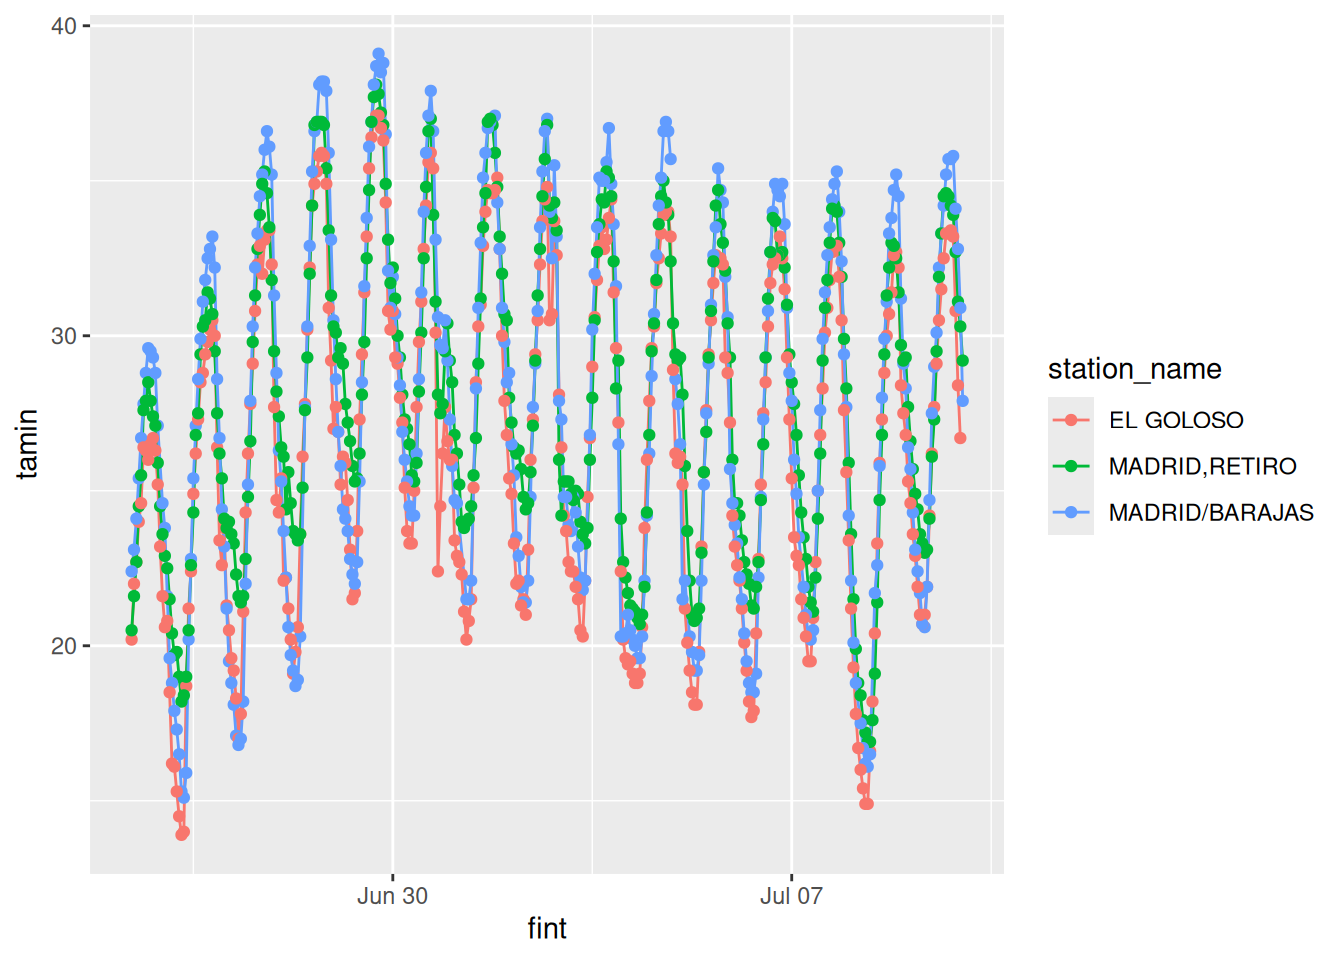 40
30
20
tamin
Jun 30
Jul 07
fint
station_name
EL GOLOSO
MADRID,RETIRO
MADRID/BARAJAS